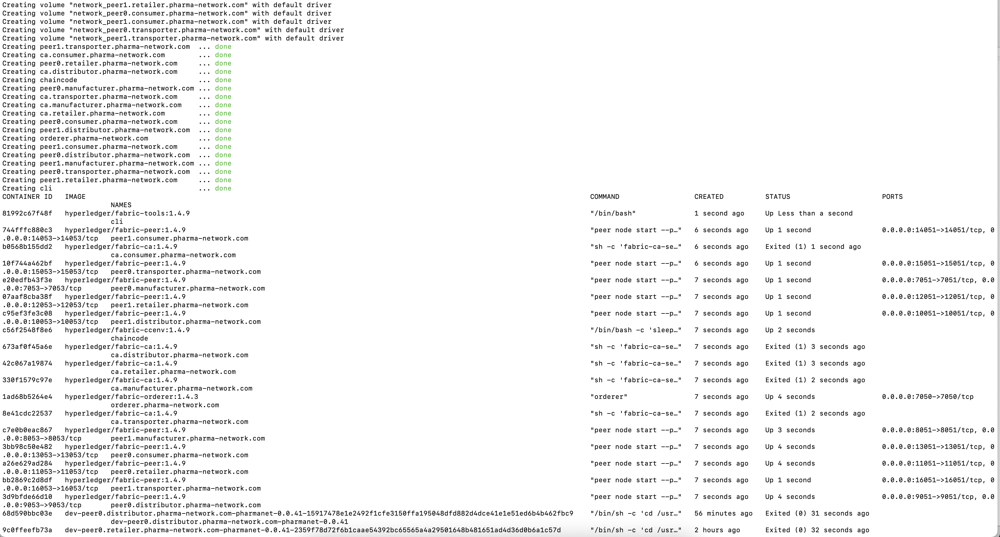 Creating volume "network_peer1.retailer.pharma-network.com" with default driver
Creating volume "network_peer0.consumer.pharma-network.com" with default driver
Creating volume "network_peer1.consumer.pharma-network.com" with default driver
Creating volume "network_peer0.transporter.pharma-network.com" with default driver
Creating volume "network_peer1.transporter.pharma-network.com" with default driver
Creating peer1.transporter.pharma-network.com  ... done
Creating ca.consumer.pharma-network.com        ... done
Creating peer0.retailer.pharma-network.com     ... done
Creating ca.distributor.pharma-network.com     ... done
Creating chaincode                             ... done
Creating peer0.manufacturer.pharma-network.com ... done
Creating ca.transporter.pharma-network.com     ... done
Creating ca.manufacturer.pharma-network.com    ... done
Creating ca.retailer.pharma-network.com        ... done
Creating peer0.consumer.pharma-network.com     ... done
Creating peer1.distributor.pharma-network.com  ... done
Creating orderer.pharma-network.com            ... done
Creating peer1.consumer.pharma-network.com     ... done
Creating peer0.distributor.pharma-network.com  ... done
Creating peer1.manufacturer.pharma-network.com ... done
Creating peer0.transporter.pharma-network.com  ... done
Creating peer1.retailer.pharma-network.com     ... done
Creating cli                                   ... done
CONTAINER ID   IMAGE   COMMAND   CREATED   STATUS   PORTS
NAMES
81992c67f48f   hyperledger/fabric-tools:1.4.9   "/bin/bash"   1 second ago   Up Less than a second
cli
744fffc880c3   hyperledger/fabric-peer:1.4.9   "peer node start --p…"   6 seconds ago   Up 1 second   0.0.0.0:14051->14051/tcp, 0
.0.0.0:14053->14053/tcp   peer1.consumer.pharma-network.com
b0568b155dd2   hyperledger/fabric-ca:1.4.9   "sh -c 'fabric-ca-se…"   6 seconds ago   Exited (1) 1 second ago
ca.consumer.pharma-network.com
10f744a462bf   hyperledger/fabric-peer:1.4.9   "peer node start --p…"   6 seconds ago   Up 1 second   0.0.0.0:15051->15051/tcp, 0
.0.0.0:15053->15053/tcp   peer0.transporter.pharma-network.com
e20edfb43f3e   hyperledger/fabric-peer:1.4.9   "peer node start --p…"   7 seconds ago   Up 1 second   0.0.0.0:7051->7051/tcp, 0.0
.0.0:7053->7053/tcp   peer0.manufacturer.pharma-network.com
07aaf8cba38f   hyperledger/fabric-peer:1.4.9   "peer node start --p…"   7 seconds ago   Up 1 second   0.0.0.0:12051->12051/tcp, 0
.0.0.0:12053->12053/tcp   peer1.retailer.pharma-network.com
c95ef3fe3c08   hyperledger/fabric-peer:1.4.9   "peer node start --p…"   7 seconds ago   Up 1 second   0.0.0.0:10051->10051/tcp, 0
.0.0.0:10053->10053/tcp   peer1.distributor.pharma-network.com
c56f2548f8e6   hyperledger/fabric-ccenv:1.4.9   "/bin/bash -c 'sleep…"   7 seconds ago   Up 2 seconds
chaincode
673af0f45a6e   hyperledger/fabric-ca:1.4.9   "sh -c 'fabric-ca-se…"   7 seconds ago   Exited (1) 3 seconds ago
ca.distributor.pharma-network.com
42c067a19874   hyperledger/fabric-ca:1.4.9   "sh -c 'fabric-ca-se…"   7 seconds ago   Exited (1) 3 seconds ago
ca.retailer.pharma-network.com
330f1579c97e   hyperledger/fabric-ca:1.4.9   "sh -c 'fabric-ca-se…"   7 seconds ago   Exited (1) 2 seconds ago
ca.manufacturer.pharma-network.com
1ad68b5264e4   hyperledger/fabric-orderer:1.4.3   "orderer"   7 seconds ago   Up 4 seconds   0.0.0.0:7050->7050/tcp
orderer.pharma-network.com
8e41cdc22537   hyperledger/fabric-ca:1.4.9   "sh -c 'fabric-ca-se…"   7 seconds ago   Exited (1) 2 seconds ago
ca.transporter.pharma-network.com
c7e0b0eac867   hyperledger/fabric-peer:1.4.9   "peer node start --p…"   7 seconds ago   Up 3 seconds   0.0.0.0:8051->8051/tcp, 0.0
.0.0:8053->8053/tcp   peer1.manufacturer.pharma-network.com
3bb98c50e482   hyperledger/fabric-peer:1.4.9   "peer node start --p…"   7 seconds ago   Up 4 seconds   0.0.0.0:13051->13051/tcp, 0
.0.0.0:13053->13053/tcp   peer0.consumer.pharma-network.com
a26e629ad284   hyperledger/fabric-peer:1.4.9   "peer node start --p…"   7 seconds ago   Up 4 seconds   0.0.0.0:11051->11051/tcp, 0
.0.0.0:11053->11053/tcp   peer0.retailer.pharma-network.com
bb2869c2d8df   hyperledger/fabric-peer:1.4.9   "peer node start --p…"   7 seconds ago   Up 1 second   0.0.0.0:16051->16051/tcp, 0
.0.0.0:16053->16053/tcp   peer1.transporter.pharma-network.com
3d9bfde66d10   hyperledger/fabric-peer:1.4.9   "peer node start --p…"   7 seconds ago   Up 4 seconds   0.0.0.0:9051->9051/tcp, 0.0
.0.0:9053->9053/tcp   peer0.distributor.pharma-network.com
68d590bbc03e   dev-peer0.distributor.pharma-network.com-pharmanet-0.0.41-15917478e1e2492f1cfe3150ffa195048dfd882d4dce41e1e51ed6b4b462fbc9   "/bin/sh -c 'cd /usr…"   56 minutes ago   Exited (0) 31 seconds ago
dev-peer0.distributor.pharma-network.com-pharmanet-0.0.41
9c0ffeefb73a   dev-peer0.retailer.pharma-network.com-pharmanet-0.0.41-2359f78d72f6b1caae54392bc65565a4a29501648b481651ad4d36d0b6a1c57d   "/bin/sh -c 'cd /usr…"   2 hours ago   Exited (0) 32 seconds ago